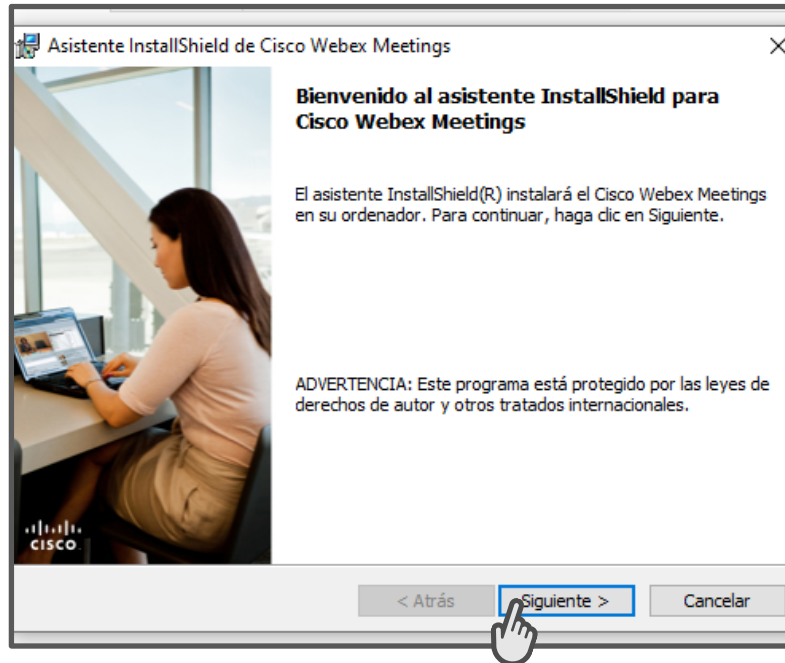 Asistente InstallShield de Cisco Webex Meetings
Bienvenido al asistente InstallShield para
Cisco Webex Meetings
El asistente InstallShield(R) instalará el Cisco Webex Meetings
en su ordenador. Para continuar, haga clic en Siguiente.
ADVERTENCIA: Este programa está protegido por las leyes de
derechos de autor y otros tratados internacionales.
CISCO
< Atrás
Siguiente >
Cancelar